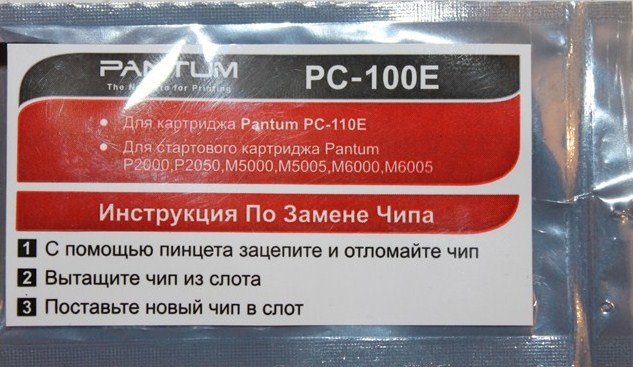 PANTUM
The New Era for Printing
PC-100E
Для картриджа Pantum PC-110E
Для стартового картриджа Pantum
P2000,P2050,M5000,M5005,M6000,M6005
Инструкция По Замене Чипа
1 С помощью пинцета зацепите и отломайте чип
2 Вытащите чип из слота
3 Поставьте новый чип в слот